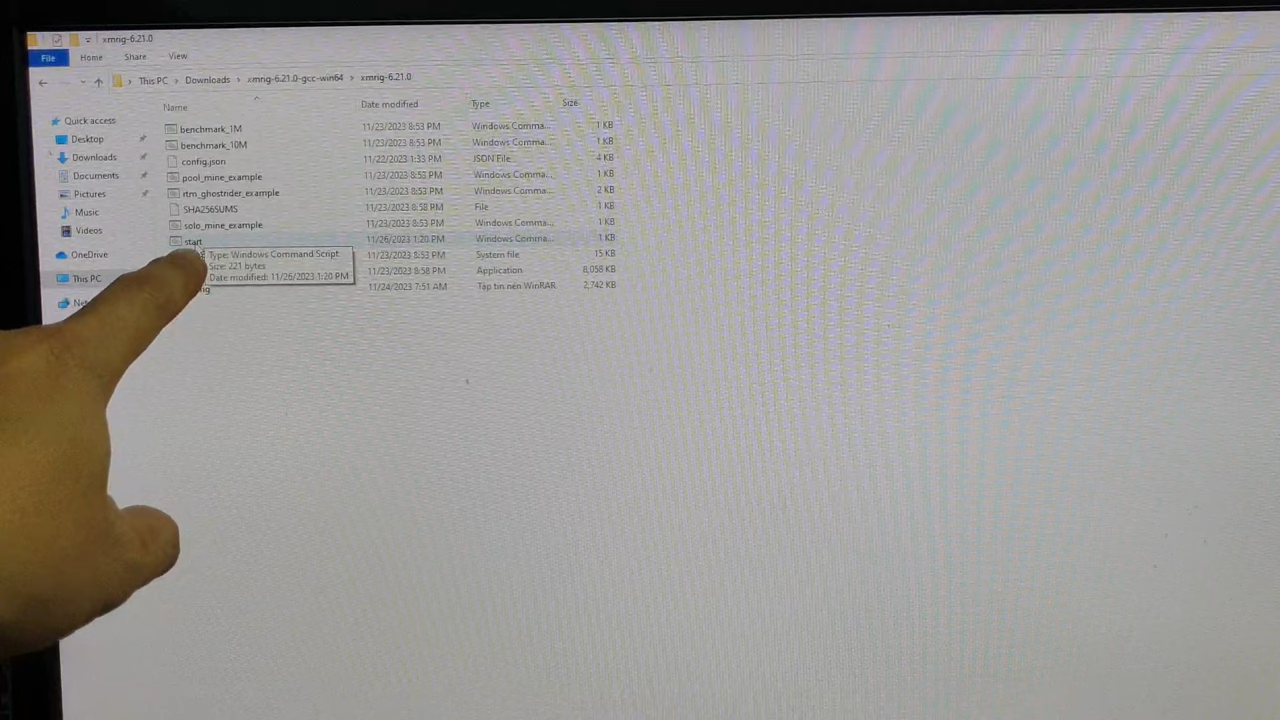 xmrig-6.21.0
File Home Share View
This PC > Downloads > xmrig-6.21.0-gcc-win64 > xmrig-6.21.0
Name Date modified Type Size
Quick access
Desktop
Downloads
Documents
Pictures
Music
Videos
OneDrive
This PC
benchmark_1M 11/23/2023 8:53 PM Windows Comma... 1 KB
benchmark_10M 11/23/2023 8:53 PM Windows Comma... 1 KB
config.json 11/22/2023 1:33 PM JSON File 4 KB
pool_mine_example 11/23/2023 8:53 PM Windows Comma... 1 KB
rtm_ghostrider_example 11/23/2023 8:53 PM Windows Comma... 2 KB
SHA256SUMS 11/23/2023 8:58 PM File 1 KB
solo_mine_example 11/23/2023 8:53 PM Windows Comma... 1 KB
start 11/26/2023 1:20 PM Windows Comma... 1 KB
11/23/2023 8:53 PM System file 15 KB
11/23/2023 8:58 PM Application 8,058 KB
11/24/2023 7:51 AM Tập tin nén WinRAR 2,742 KB
Type: Windows Command Script
Size: 221 bytes
Date modified: 11/26/2023 1:20 PM